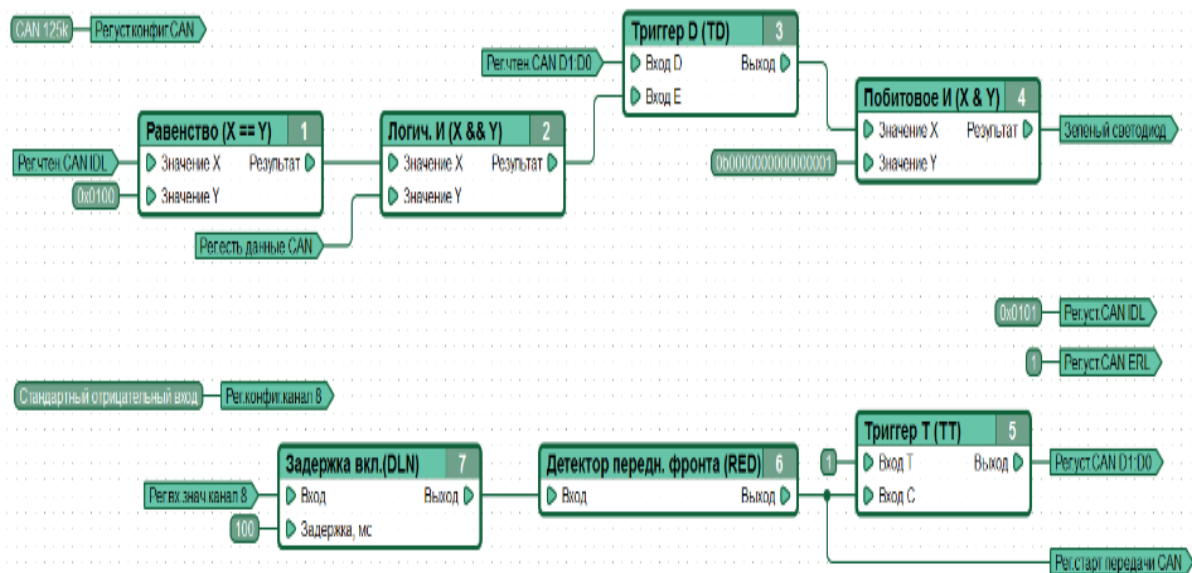 CAN 125k
Рег.уст.конфиг.CAN
Триггер D (TD) 3
Рег.чтен.CAN D1:D0
Вход D Выход
Вход E
Побитовое И (X & Y) 4
Значение X Результат
Зеленый светодиод
0b0000000000000001
Значение Y
Равенство (X == Y) 1
Логич. И (X && Y) 2
Рег.чтен.CAN IDL
Значение X Результат
Значение X Результат
0x0100
Значение Y
Значение Y
Рег.есть данные CAN
0x0101
Рег.уст.CAN IDL
1
Рег.уст.CAN ERL
Стандартный отрицательный вход
Рег.конфиг.канал 8
Триггер T (TT) 5
1
Вход T Выход
Рег.уст.CAN D1:D0
Вход C
Задержка вкл.(DLN) 7
Детектор передн. фронта (RED) 6
Рег.вх.знач.канал 8
Вход Выход
Вход Выход
100
Задержка, мс
Рег.старт передачи CAN